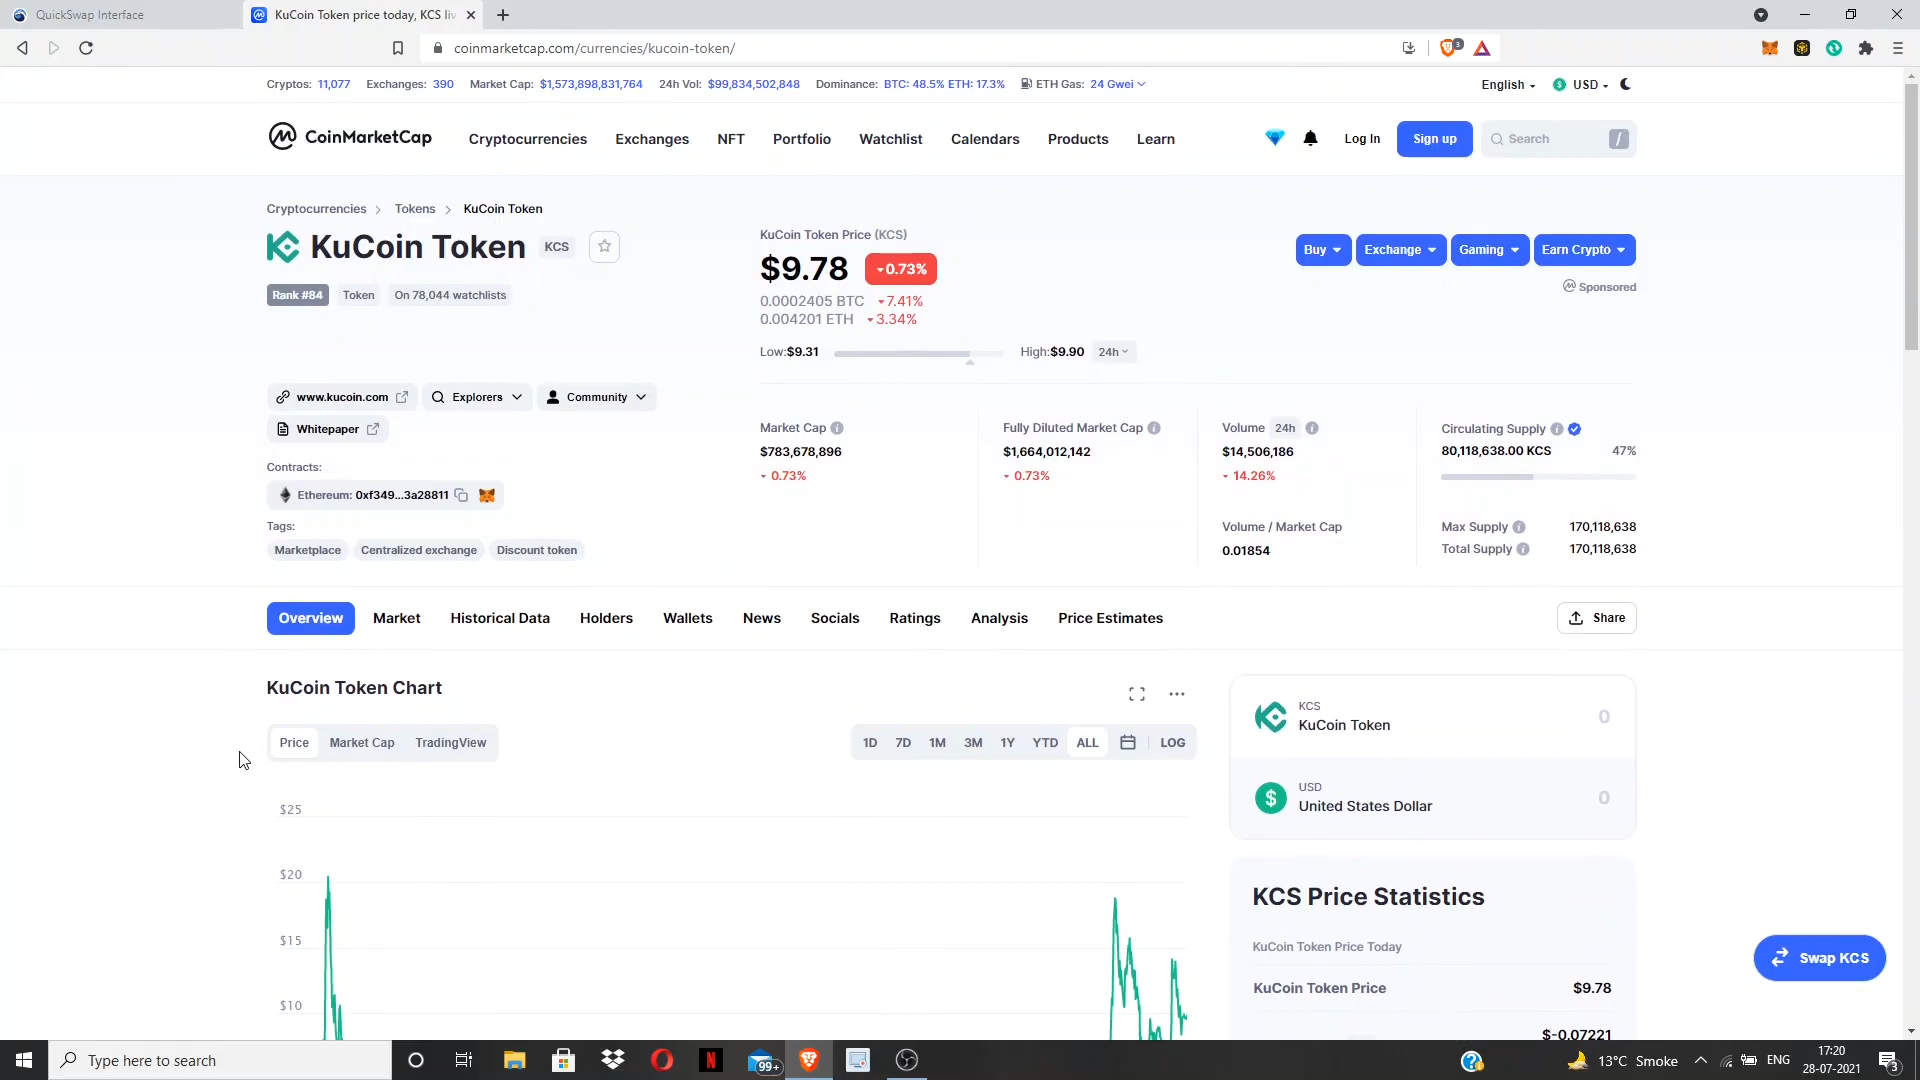 QuickSwap Interface
KuCoin Token price today, KCS liv
coinmarketcap.com/currencies/kucoin-token/
3
Cryptos: 11,077 Exchanges: 390 Market Cap: $1,573,898,831,764 24h Vol: $99,834,502,848 Dominance: BTC: 48.5% ETH: 17.3% ETH Gas: 24 Gwei
English USD
CoinMarketCap Cryptocurrencies Exchanges NFT Portfolio Watchlist Calendars Products Learn Log In Sign up Search /
Cryptocurrencies > Tokens > KuCoin Token
KuCoin Token KCS
Rank #84 Token On 78,044 watchlists
KuCoin Token Price (KCS)
$9.78 0.73%
0.0002405 BTC 7.41%
0.004201 ETH 3.34%
Low:$9.31 High:$9.90 24h
Buy Exchange Gaming Earn Crypto
Sponsored
www.kucoin.com Explorers Community
Whitepaper
Contracts:
Ethereum: 0xf349...3a28811
Tags:
Marketplace Centralized exchange Discount token
Market Cap
$783,678,896
0.73%
Fully Diluted Market Cap
$1,664,012,142
0.73%
Volume 24h
$14,506,186
14.26%
Volume / Market Cap
0.01854
Circulating Supply
80,118,638.00 KCS 47%
Max Supply 170,118,638
Total Supply 170,118,638
Overview Market Historical Data Holders Wallets News Socials Ratings Analysis Price Estimates Share
KuCoin Token Chart
Price Market Cap TradingView
1D 7D 1M 3M 1Y YTD ALL LOG
$25
$20
$15
$10
KCS
KuCoin Token 0
USD
United States Dollar 0
KCS Price Statistics
KuCoin Token Price Today
KuCoin Token Price $9.78
$-0.07221
Swap KCS
Type here to search
99+
13°C Smoke ENG
17:20
28-07-2021
3